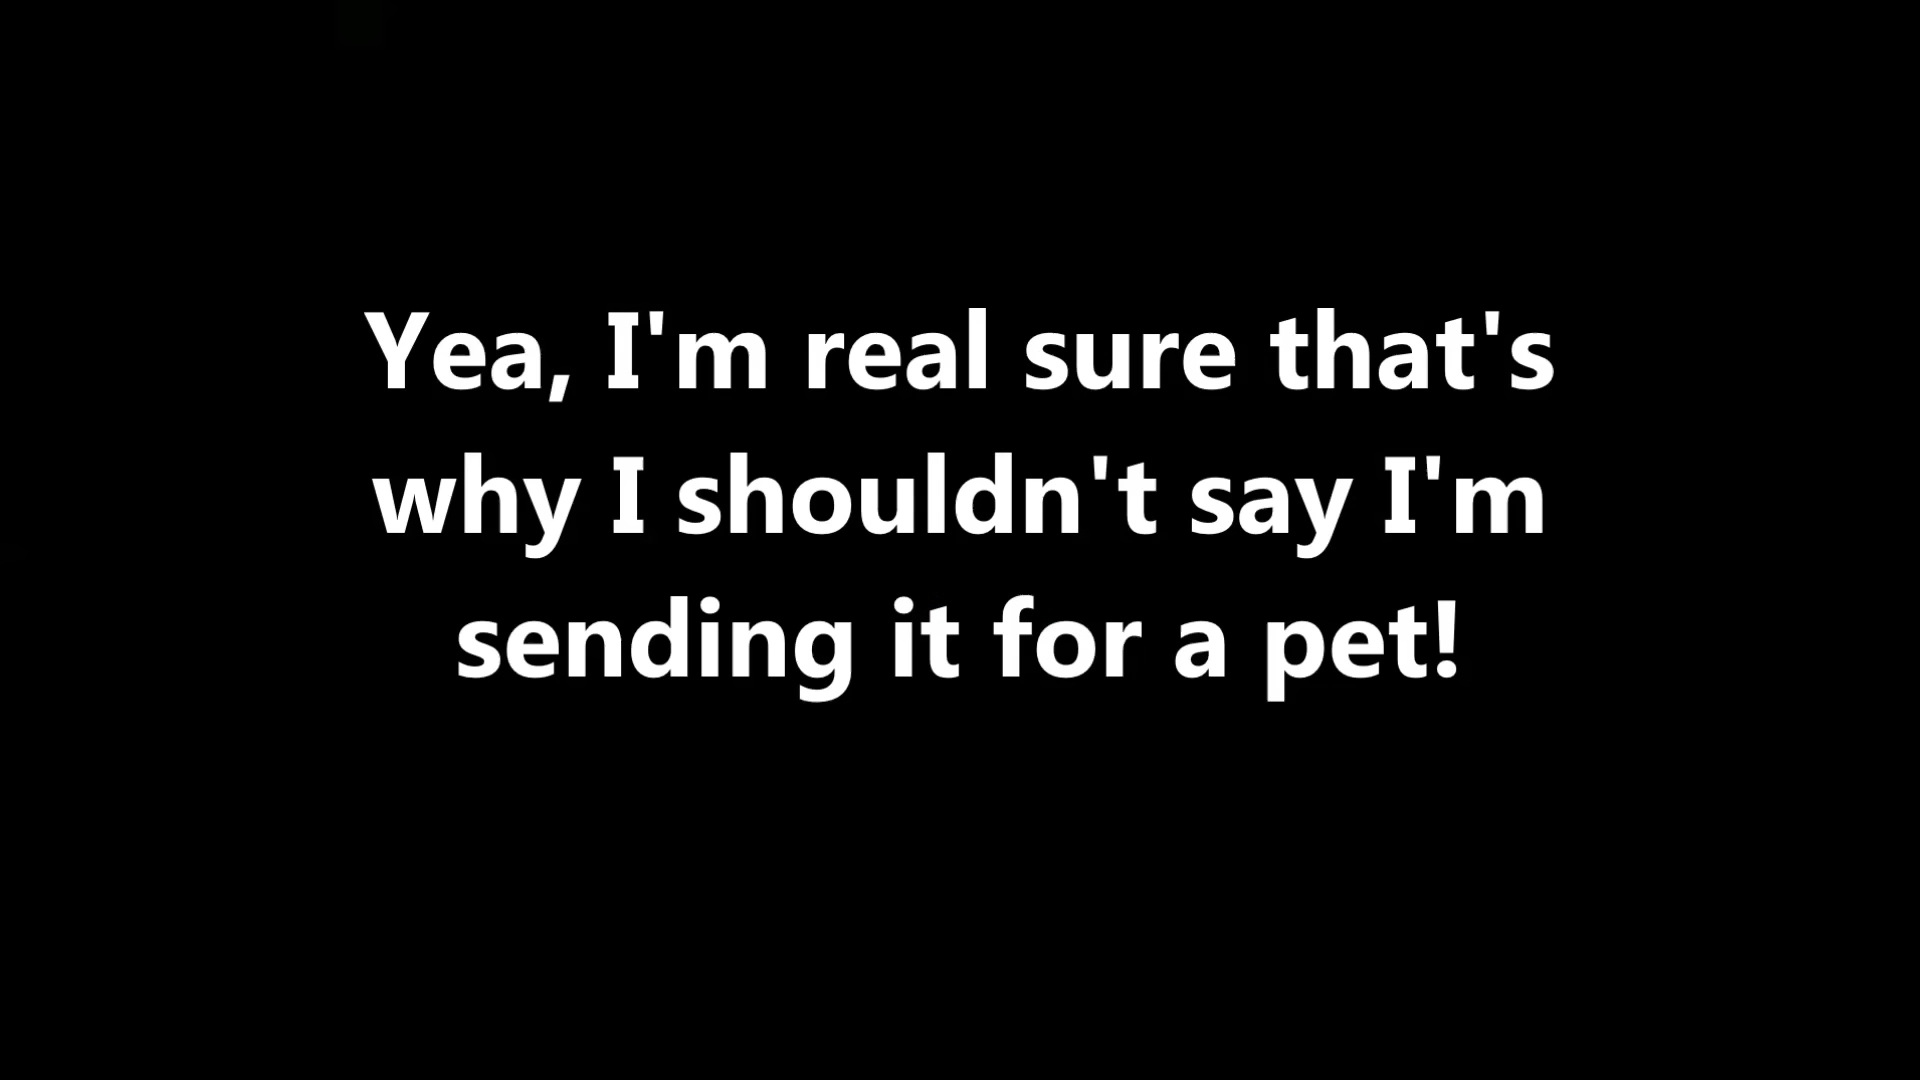 Yea, I'm real sure that's
why I shouldn't say I'm
sending it for a pet!